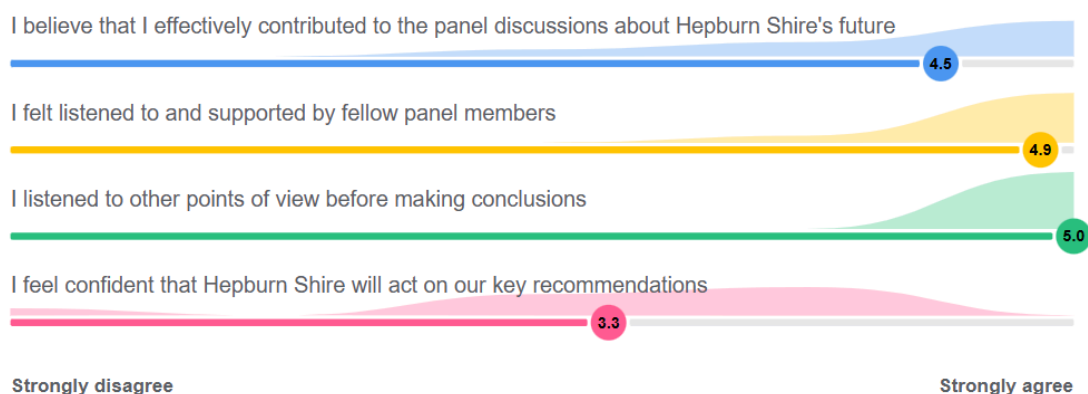 I believe that I effectively contributed to the panel discussions about Hepburn Shire's future
4.5
I felt listened to and supported by fellow panel members
4.9
I listened to other points of view before making conclusions
5.0
I feel confident that Hepburn Shire will act on our key recommendations
3.3
Strongly disagree
Strongly agree